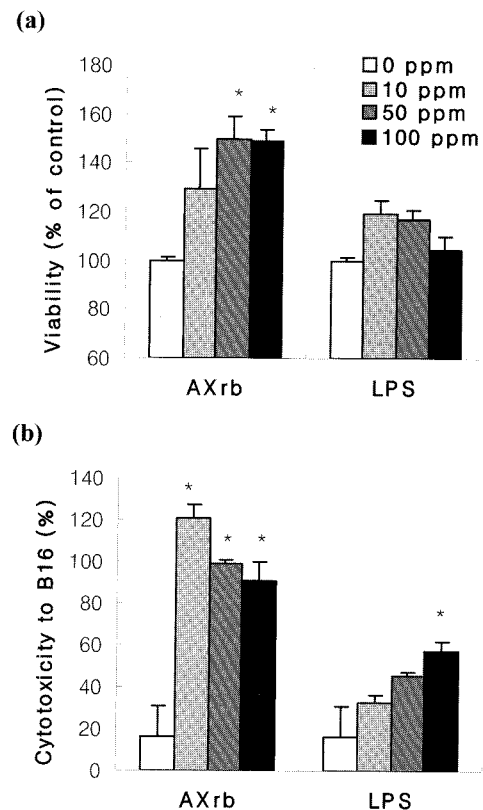 (a)
Viability (% of control)
180
160
140
120
100
80
60
* *
0 ppm
10 ppm
50 ppm
100 ppm
AXrb LPS
(b)
Cytotoxicity to B16 (%)
140
120
100
80
60
40
20
0
* * * *
AXrb LPS